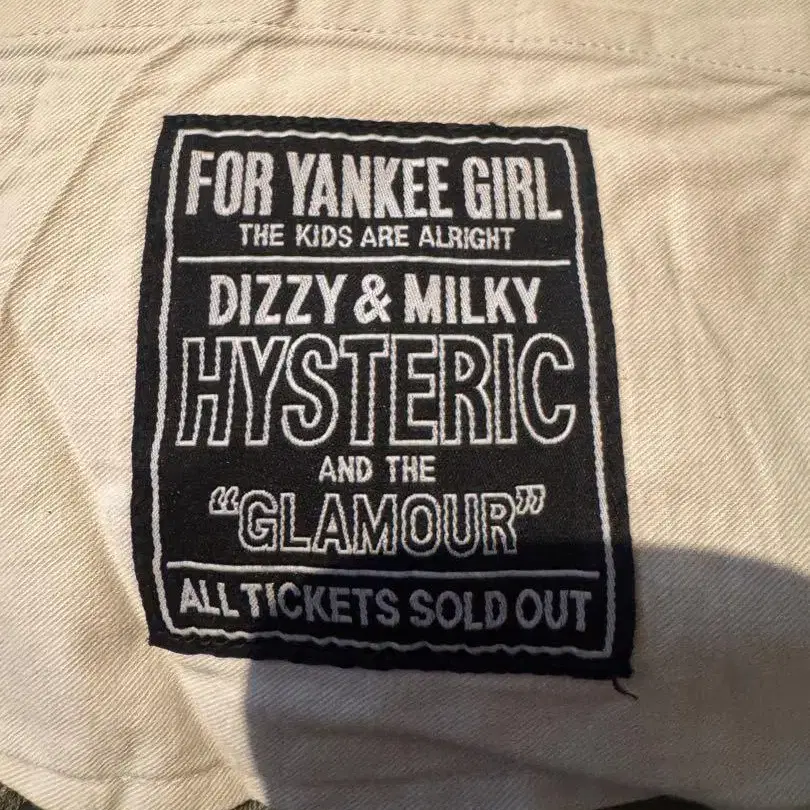 FOR YANKEE GIRL
THE KIDS ARE ALRIGHT
DIZZY & MILKY
HYSTERIC
AND THE
“GLAMOUR”
ALL TICKETS SOLD OUT